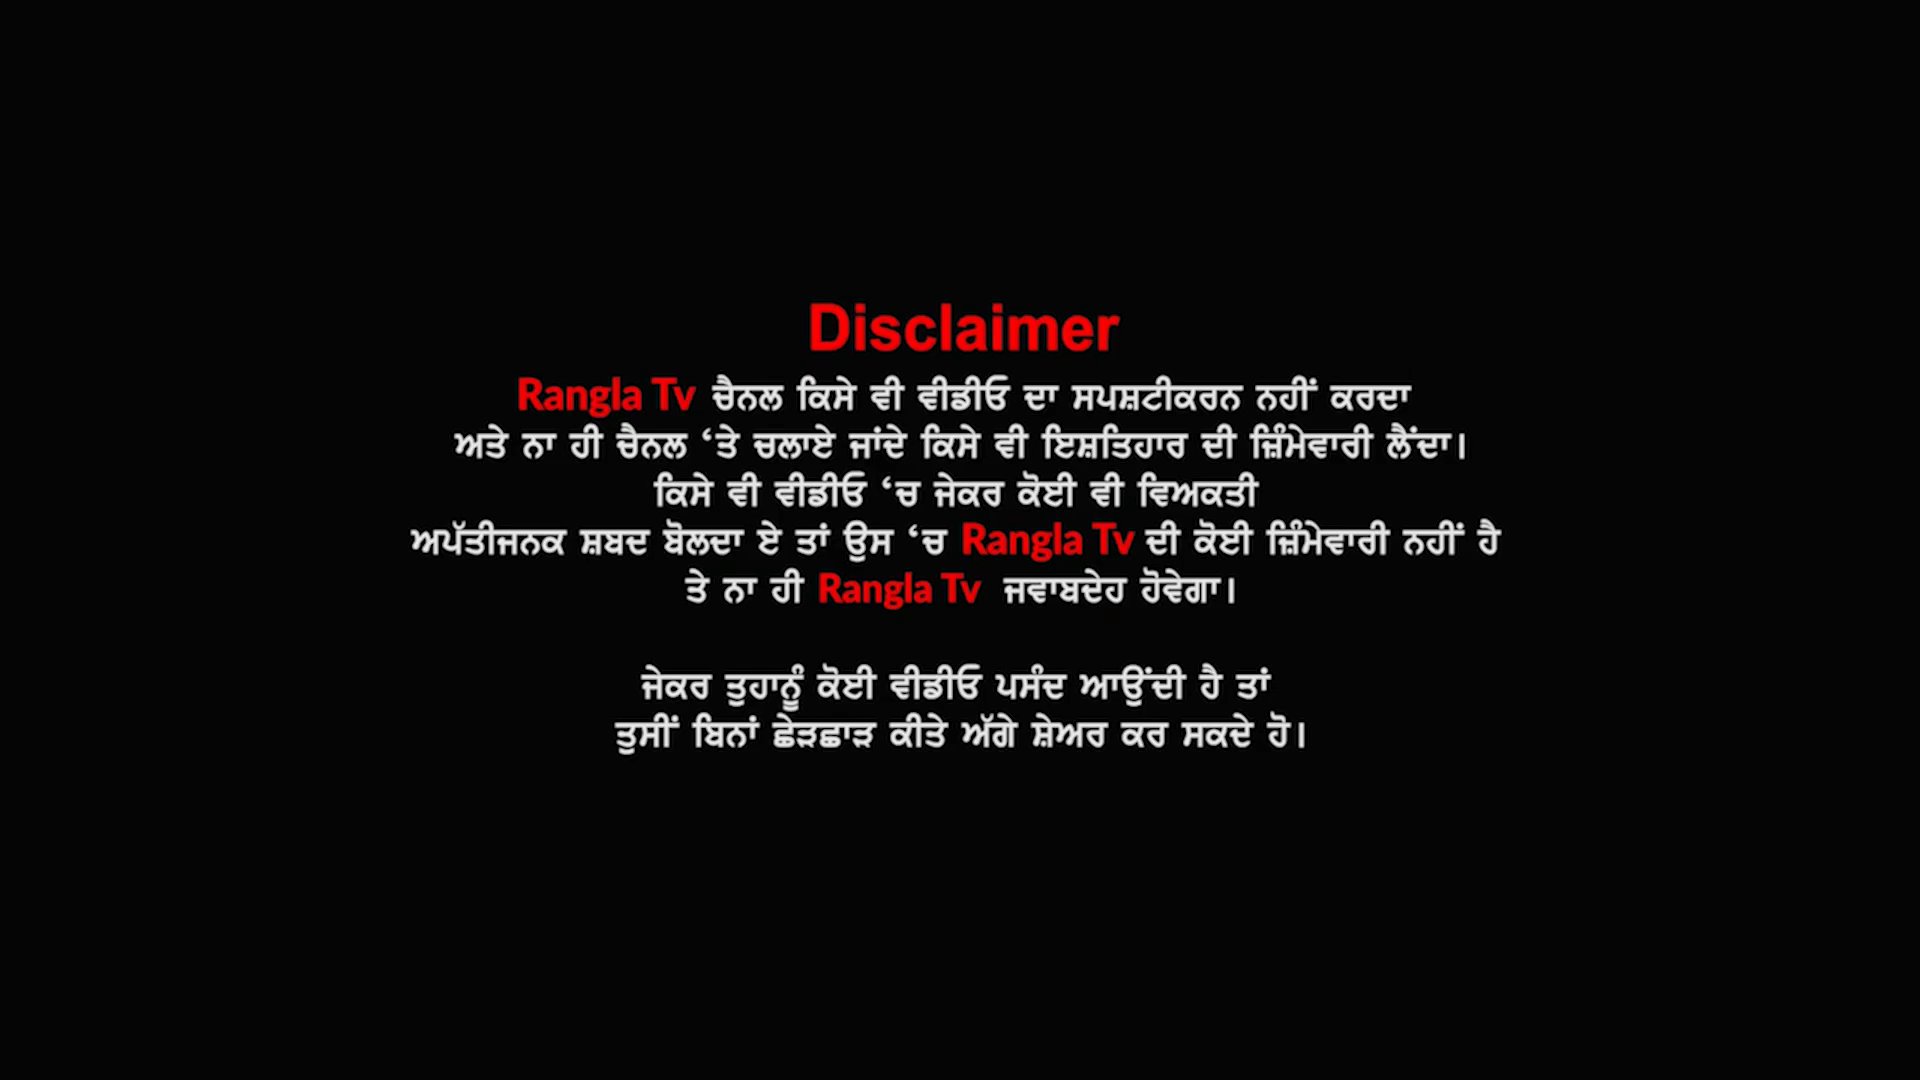 Disclaimer
Rangla Tv ਚੈਨਲ ਕਿਸੇ ਵੀ ਵੀਡੀਓ ਦਾ ਸਪਸ਼ਟੀਕਰਨ ਨਹੀਂ ਕਰਦਾ
ਅਤੇ ਨਾ ਹੀ ਚੈਨਲ ‘ਤੇ ਚਲਾਏ ਜਾਂਦੇ ਕਿਸੇ ਵੀ ਇਸ਼ਤਿਹਾਰ ਦੀ ਜ਼ਿੰਮੇਵਾਰੀ ਲੈਂਦਾ।
ਕਿਸੇ ਵੀ ਵੀਡੀਓ ‘ਚ ਜੇਕਰ ਕੋਈ ਵੀ ਵਿਅਕਤੀ
ਅਪੱਤੀਜਨਕ ਸ਼ਬਦ ਬੋਲਦਾ ਏ ਤਾਂ ਉਸ ‘ਚ Rangla Tv ਦੀ ਕੋਈ ਜ਼ਿੰਮੇਵਾਰੀ ਨਹੀਂ ਹੈ
ਤੇ ਨਾ ਹੀ Rangla Tv ਜਵਾਬਦੇਹ ਹੋਵੇਗਾ।
ਜੇਕਰ ਤੁਹਾਨੂੰ ਕੋਈ ਵੀਡੀਓ ਪਸੰਦ ਆਉਂਦੀ ਹੈ ਤਾਂ
ਤੁਸੀਂ ਬਿਨਾਂ ਛੇੜਛਾੜ ਕੀਤੇ ਅੱਗੇ ਸ਼ੇਅਰ ਕਰ ਸਕਦੇ ਹੋ।